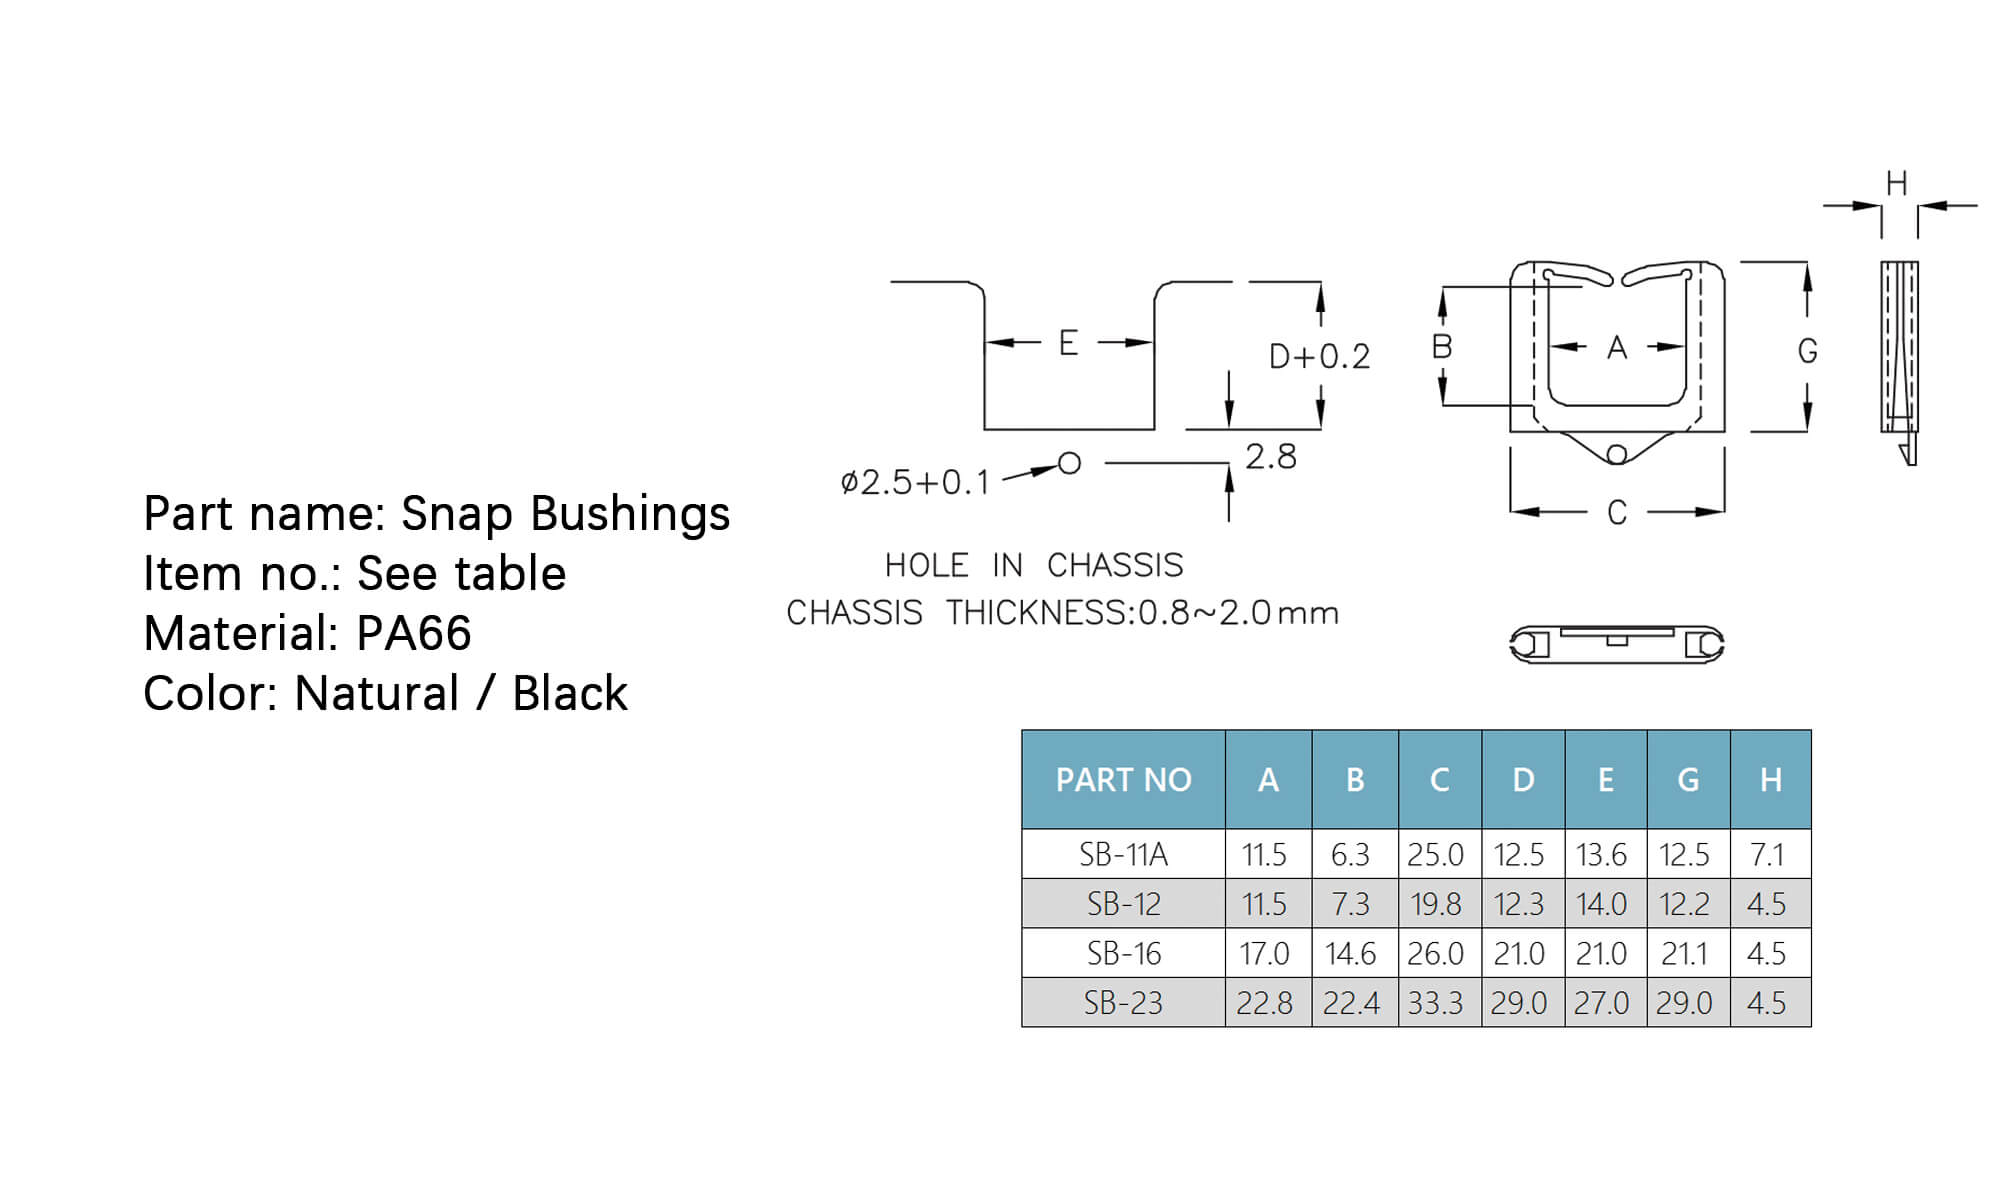 Part name: Snap Bushings
Item no.: See table
Material: PA66
Color: Natural / Black
H
E
D+0.2
B
A
G
2.8
ø2.5+0.1
C
HOLE IN CHASSIS
CHASSIS THICKNESS:0.8~2.0mm
PART NO A B C D E G H
SB-11A 11.5 6.3 25.0 12.5 13.6 12.5 7.1
SB-12 11.5 7.3 19.8 12.3 14.0 12.2 4.5
SB-16 17.0 14.6 26.0 21.0 21.0 21.1 4.5
SB-23 22.8 22.4 33.3 29.0 27.0 29.0 4.5